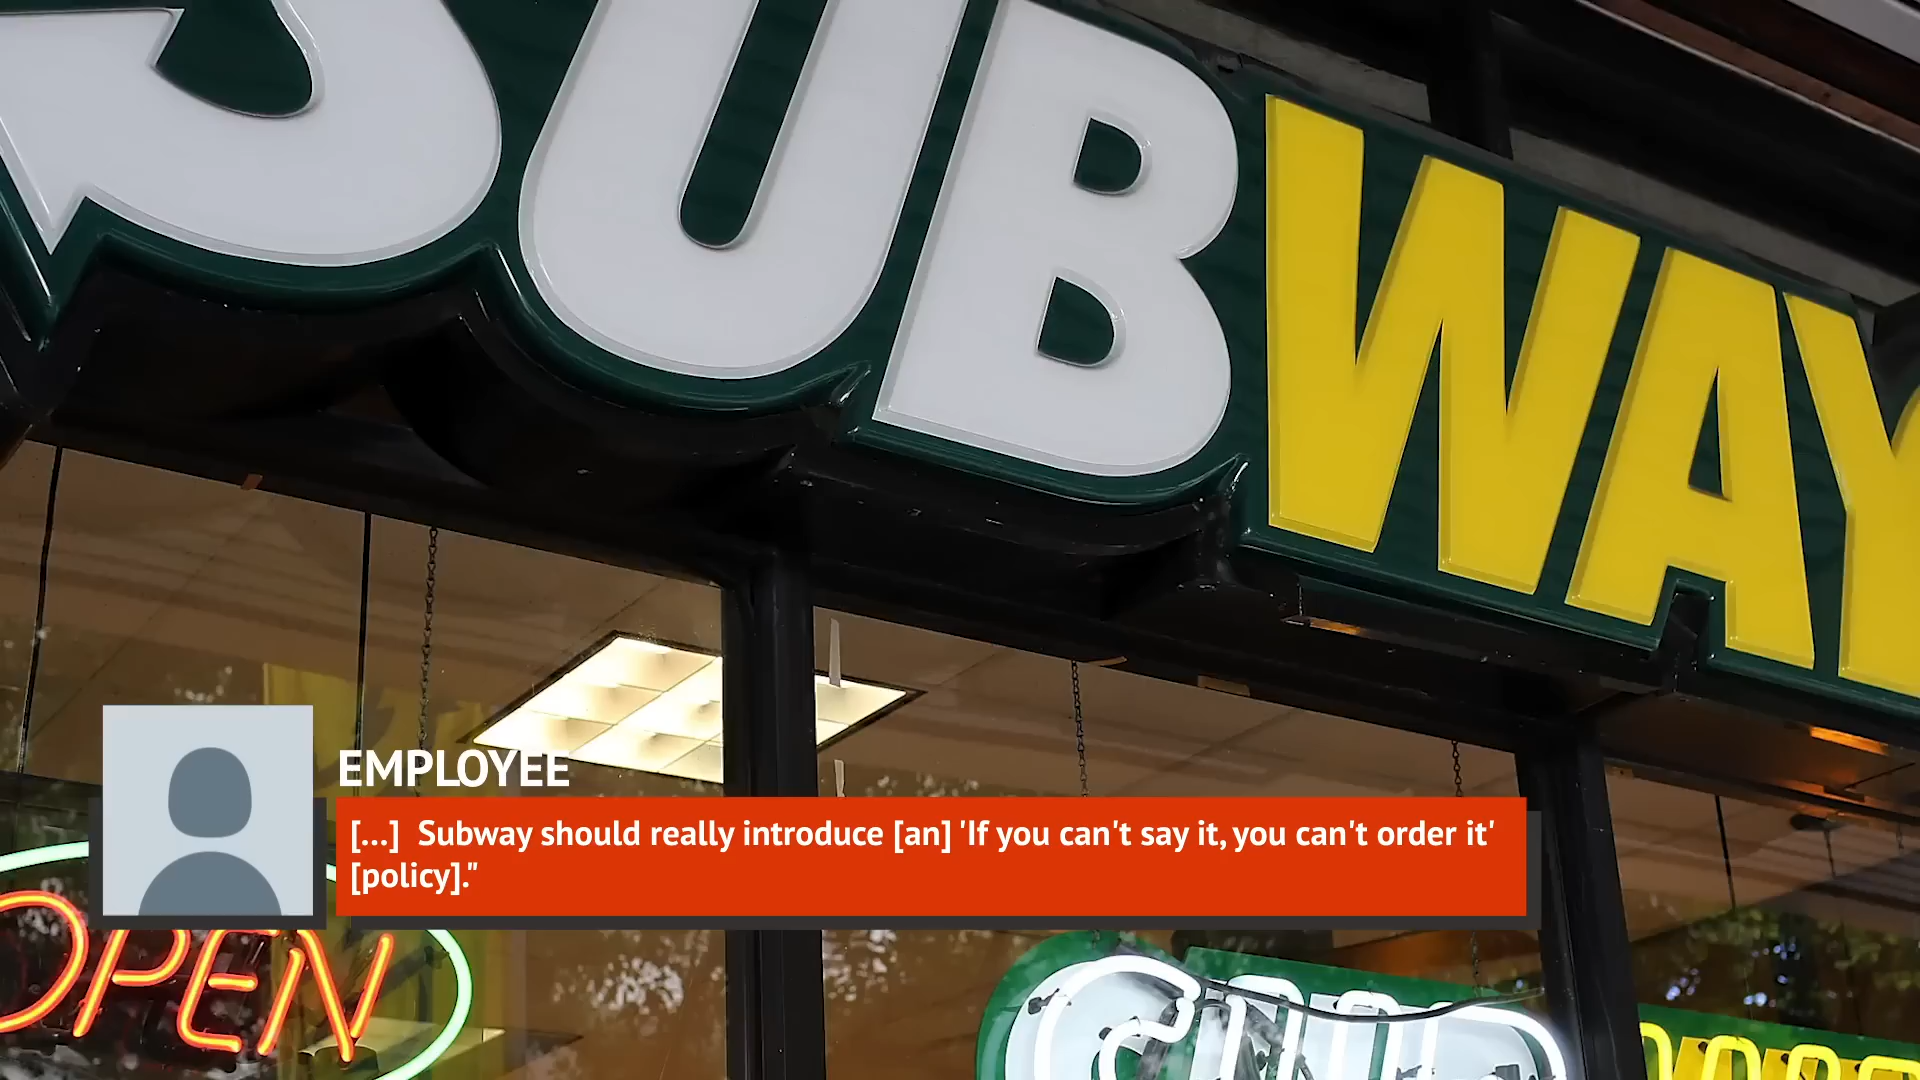 SUBWAY
EMPLOYEE
[...] Subway should really introduce [an] 'If you can't say it, you can't order it'
[policy]."
OPEN